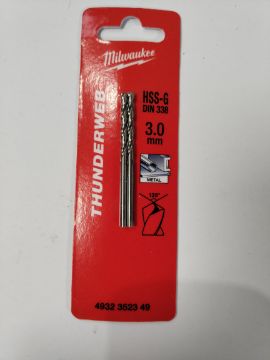 Milwaukee
THUNDERWEB
HSS-G
DIN 338
3.0
mm
METAL
135°
4932 3523 49